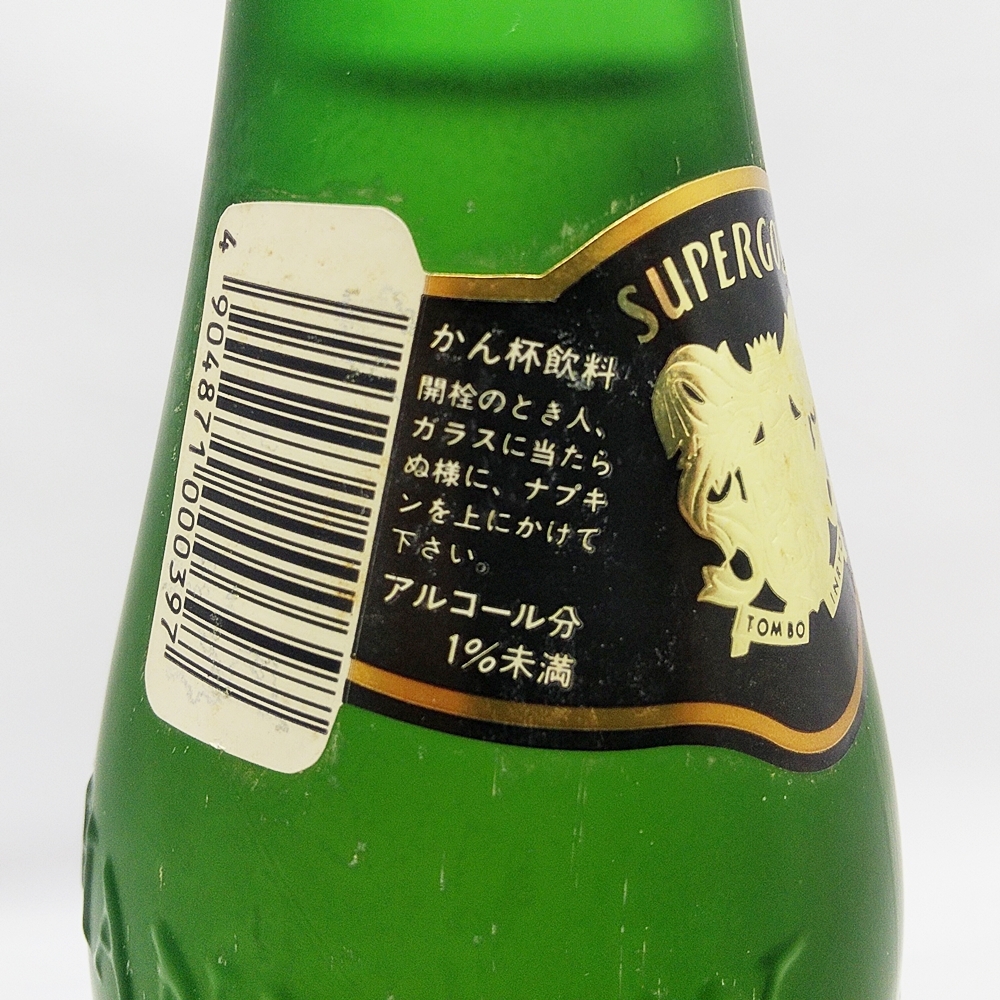 4 904871 000397
かん杯飲料
開栓のとき人、
ガラスに当たら
ぬ様に、ナプキ
ンを上にかけて
下さい。
アルコール分
1%未満
SUPERGO
TOMBO